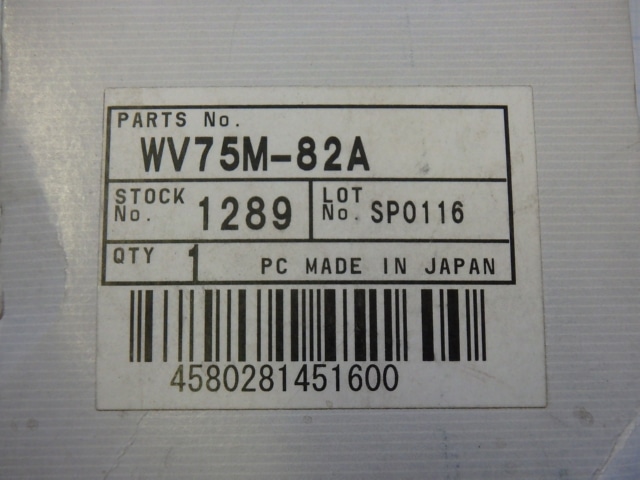 PARTS No.
WV75M-82A
STOCK No. 1289 LOT No. SP0116
QTY 1 PC MADE IN JAPAN
4580281451600